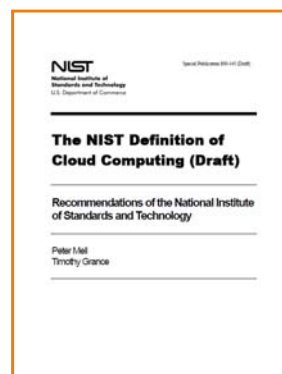 NIST
National Institute of
Standards and Technology
U.S. Department of Commerce
Special Publication 800-145 (Draft)
The NIST Definition of
Cloud Computing (Draft)
Recommendations of the National Institute
of Standards and Technology
Peter Mell
Timothy Grance